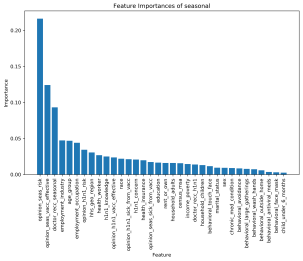 Feature Importances of seasonal
Importance
0.20
0.15
0.10
0.05
0.00
opinion_seas_risk
opinion_seas_vacc_effective
doctor_recc_seasonal
employment_industry
age_group
employment_occupation
opinion_h1n1_risk
hhs_geo_region
health_worker
h1n1_knowledge
opinion_h1n1_vacc_effective
race
opinion_h1n1_sick_from_vacc
h1n1_concern
health_insurance
opinion_seas_sick_from_vacc
education
rent_or_own
household_adults
census_msa
income_poverty
doctor_recc_h1n1
household_children
behavioral_touch_face
marital_status
sex
chronic_med_condition
behavioral_avoidance
behavioral_large_gatherings
behavioral_wash_hands
behavioral_outside_home
behavioral_antiviral_meds
behavioral_face_mask
child_under_6_months
Feature